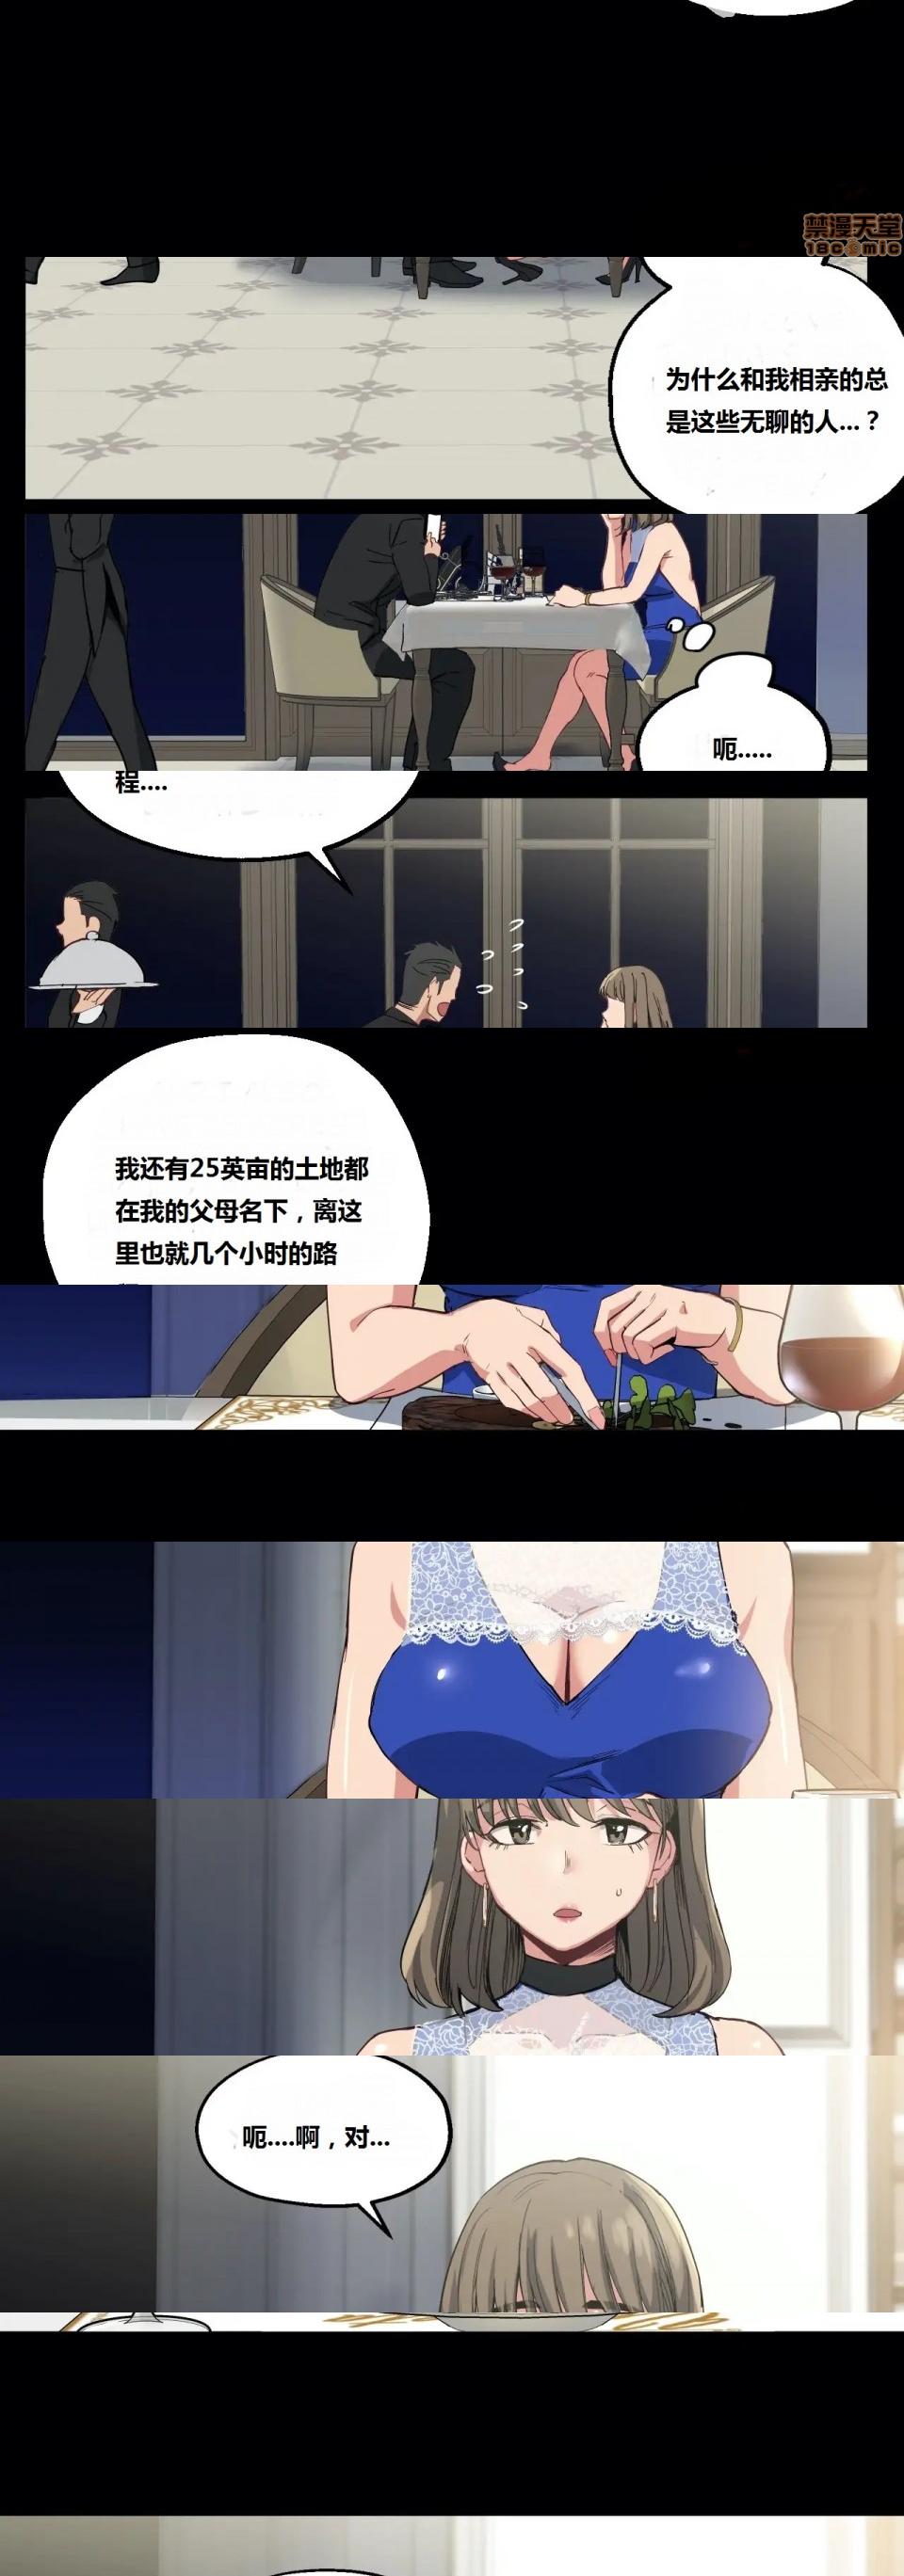 禁漫天堂
18comic
为什么和我相亲的总
是这些无聊的人...？
呃.....
程....
我还有25英亩的土地都
在我的父母名下，离这
里也就几个小时的路
呃....啊，对...